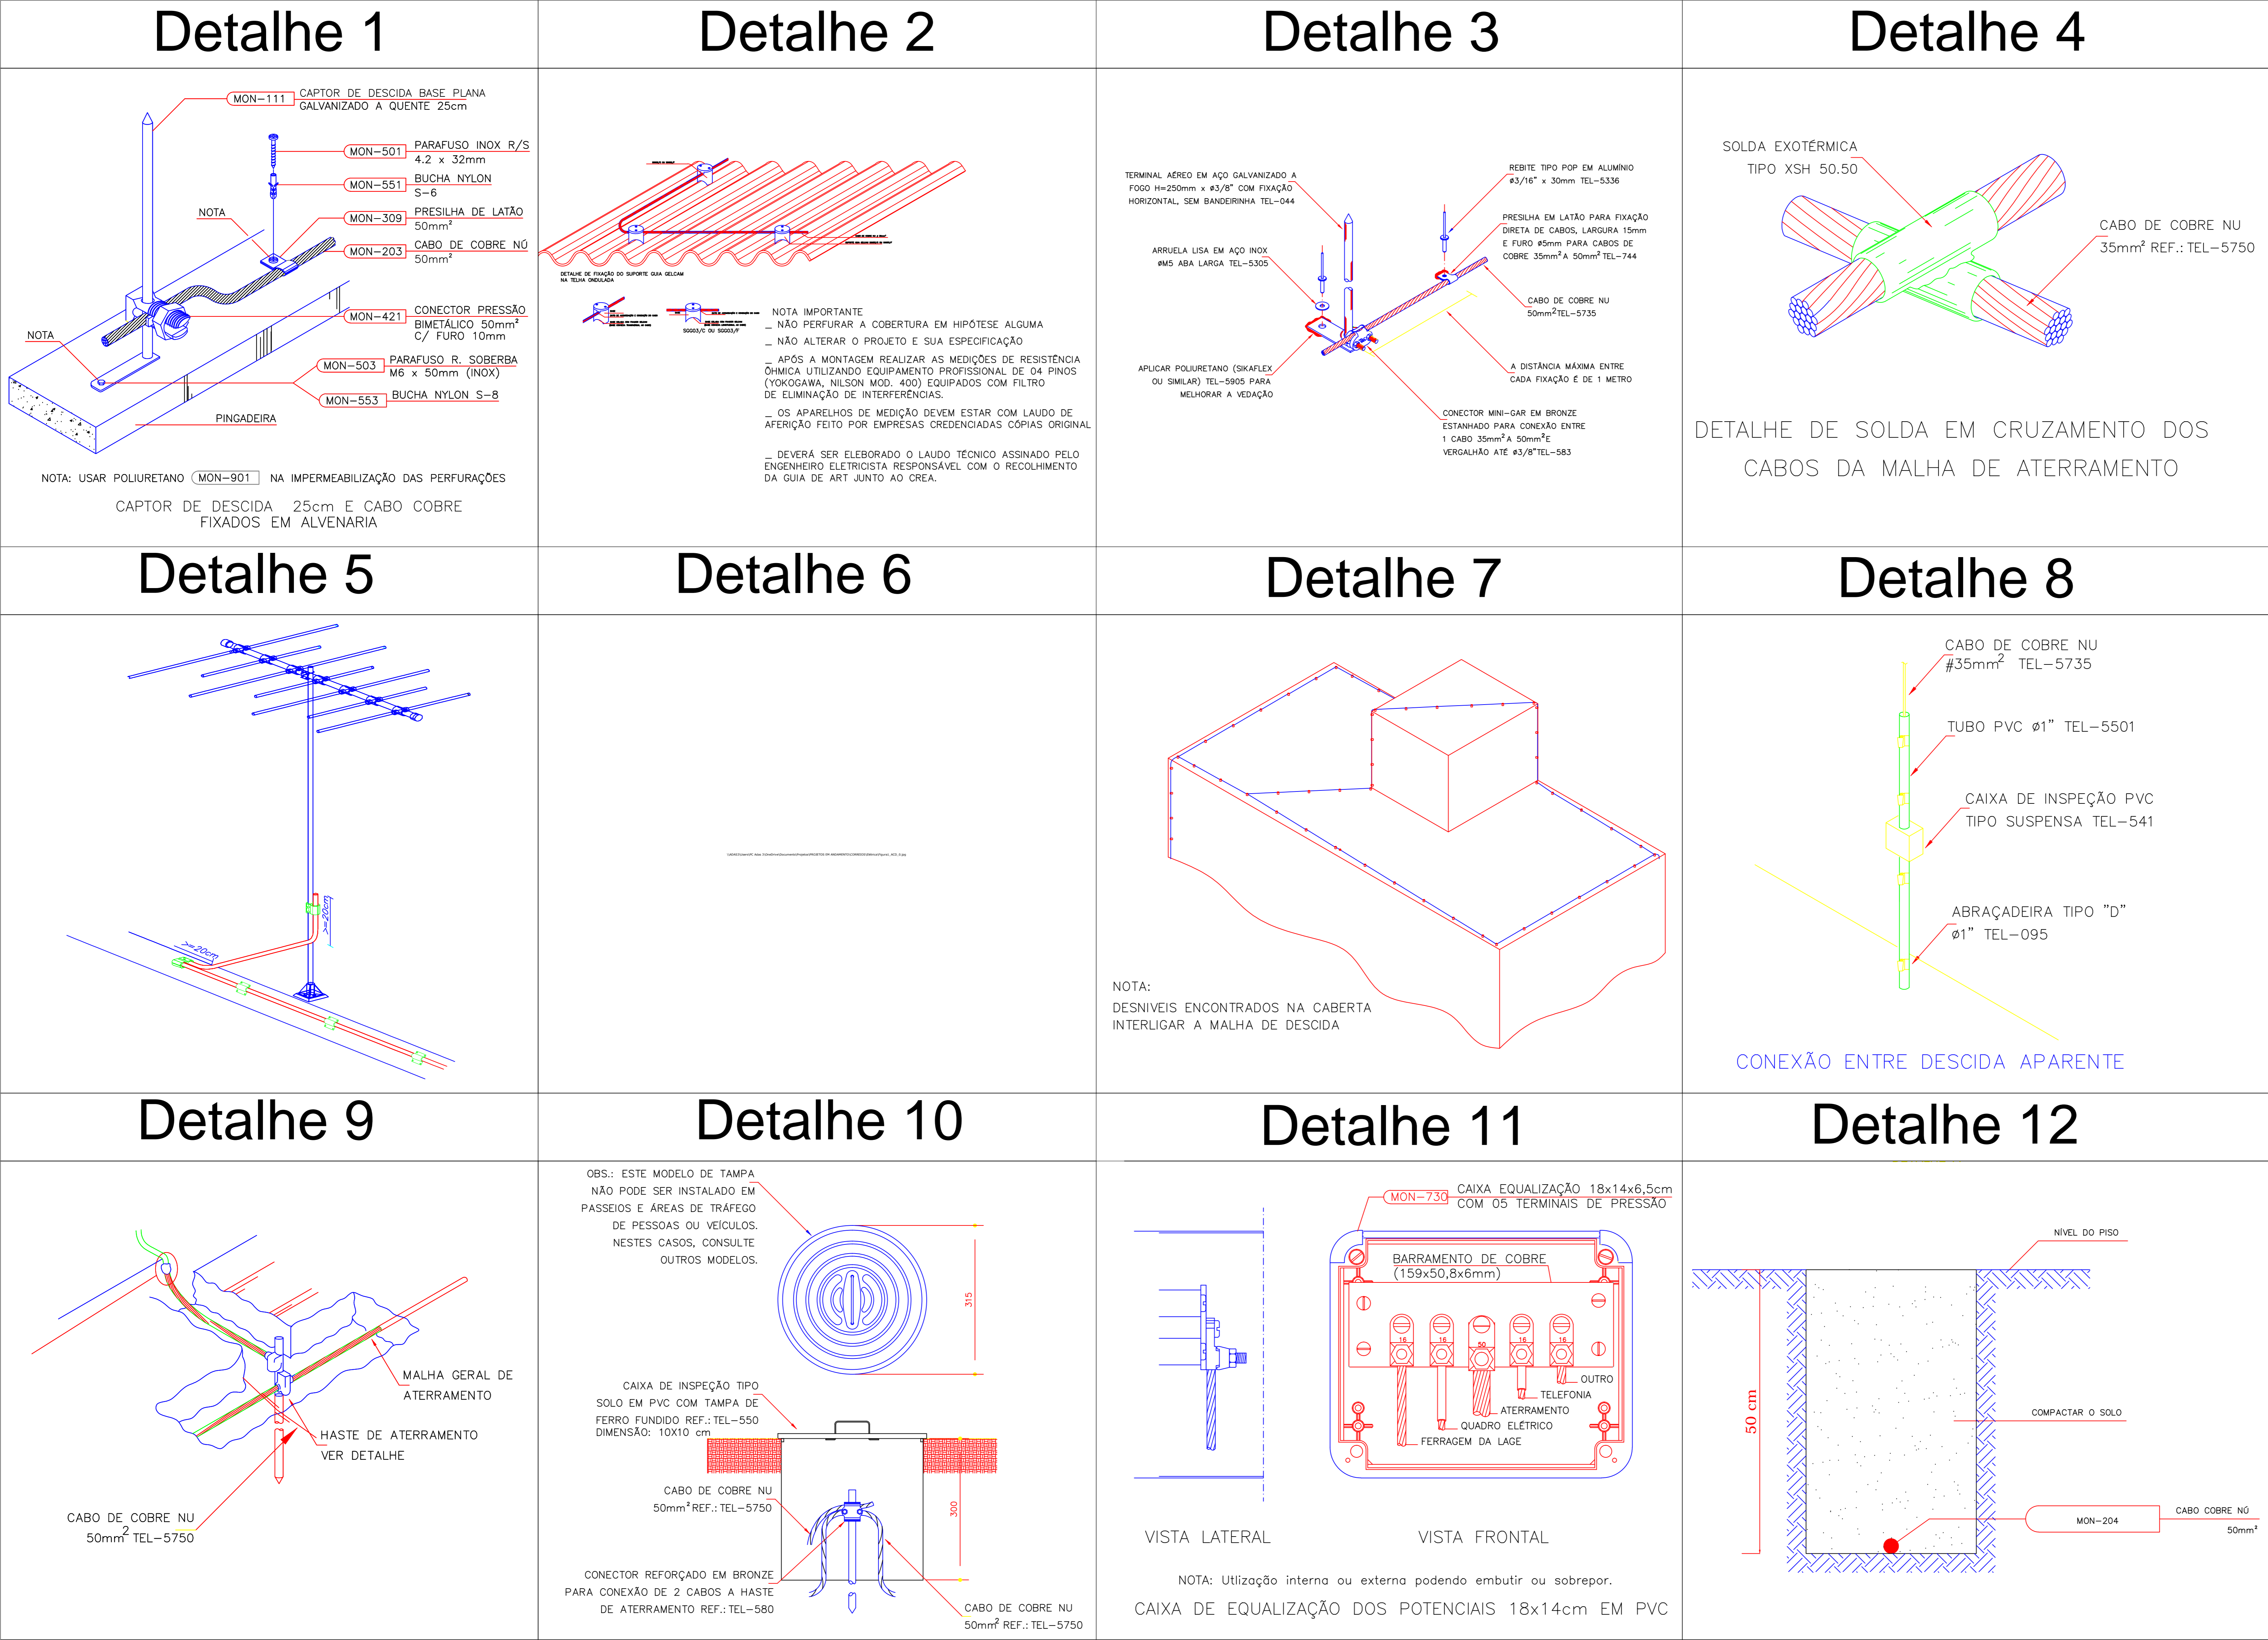 Detalhe 1
MON-111
CAPTOR DE DESCIDA BASE PLANA
GALVANIZADO A QUENTE 25cm
MON-501
PARAFUSO INOX R/S
4.2 x 32mm
MON-551
BUCHA NYLON
S-6
NOTA
MON-309
PRESILHA DE LATÃO
50mm²
MON-203
CABO DE COBRE NÚ
50mm²
MON-421
CONECTOR PRESSÃO
BIMETÁLICO 50mm²
C/ FURO 10mm
NOTA
MON-503
PARAFUSO R. SOBERBA
M6 x 50mm (INOX)
MON-553
BUCHA NYLON S-8
PINGADEIRA
NOTA: USAR POLIURETANO MON-901 NA IMPERMEABILIZAÇÃO DAS PERFURAÇÕES
CAPTOR DE DESCIDA 25cm E CABO COBRE
FIXADOS EM ALVENARIA
Detalhe 2
DETALHE DE FIXAÇÃO DO SUPORTE GUIA GELCAM
NA TELHA ONDULADA
SGG03/C OU SGG03/F
NOTA IMPORTANTE
_ NÃO PERFURAR A COBERTURA EM HIPÓTESE ALGUMA
_ NÃO ALTERAR O PROJETO E SUA ESPECIFICAÇÃO
_ APÓS A MONTAGEM REALIZAR AS MEDIÇÕES DE RESISTÊNCIA
ÔHMICA UTILIZANDO EQUIPAMENTO PROFISSIONAL DE 04 PINOS
(YOKOGAWA, NILSON MOD. 400) EQUIPADOS COM FILTRO
DE ELIMINAÇÃO DE INTERFERÊNCIAS.
_ OS APARELHOS DE MEDIÇÃO DEVEM ESTAR COM LAUDO DE
AFERIÇÃO FEITO POR EMPRESAS CREDENCIADAS CÓPIAS ORIGINAL
_ DEVERÁ SER ELEBORADO O LAUDO TÉCNICO ASSINADO PELO
ENGENHEIRO ELETRICISTA RESPONSÁVEL COM O RECOLHIMENTO
DA GUIA DE ART JUNTO AO CREA.
Detalhe 3
TERMINAL AÉREO EM AÇO GALVANIZADO A
FOGO H=250mm x ø3/8" COM FIXAÇÃO
HORIZONTAL, SEM BANDEIRINHA TEL-044
REBITE TIPO POP EM ALUMÍNIO
ø3/16" x 30mm TEL-5336
PRESILHA EM LATÃO PARA FIXAÇÃO
DIRETA DE CABOS, LARGURA 15mm
E FURO ø5mm PARA CABOS DE
COBRE 35mm² A 50mm² TEL-744
ARRUELA LISA EM AÇO INOX
øM5 ABA LARGA TEL-5305
CABO DE COBRE NU
50mm² TEL-5735
APLICAR POLIURETANO (SIKAFLEX
OU SIMILAR) TEL-5905 PARA
MELHORAR A VEDAÇÃO
A DISTÂNCIA MÁXIMA ENTRE
CADA FIXAÇÃO É DE 1 METRO
CONECTOR MINI-GAR EM BRONZE
ESTANHADO PARA CONEXÃO ENTRE
1 CABO 35mm² A 50mm² E
VERGALHÃO ATÉ ø3/8" TEL-583
Detalhe 4
SOLDA EXOTÉRMICA
TIPO XSH 50.50
CABO DE COBRE NU
35mm² REF.: TEL-5750
DETALHE DE SOLDA EM CRUZAMENTO DOS
CABOS DA MALHA DE ATERRAMENTO
Detalhe 5
>=20cm
>=20cm
Detalhe 6
Detalhe 7
NOTA:
DESNIVEIS ENCONTRADOS NA CABERTA
INTERLIGAR A MALHA DE DESCIDA
Detalhe 8
CABO DE COBRE NU
#35mm² TEL-5735
TUBO PVC ø1" TEL-5501
CAIXA DE INSPEÇÃO PVC
TIPO SUSPENSA TEL-541
ABRAÇADEIRA TIPO "D"
ø1" TEL-095
CONEXÃO ENTRE DESCIDA APARENTE
Detalhe 9
MALHA GERAL DE
ATERRAMENTO
HASTE DE ATERRAMENTO
VER DETALHE
CABO DE COBRE NU
50mm² TEL-5750
Detalhe 10
OBS.: ESTE MODELO DE TAMPA
NÃO PODE SER INSTALADO EM
PASSEIOS E ÁREAS DE TRÁFEGO
DE PESSOAS OU VEÍCULOS.
NESTES CASOS, CONSULTE
OUTROS MODELOS.
315
CAIXA DE INSPEÇÃO TIPO
SOLO EM PVC COM TAMPA DE
FERRO FUNDIDO REF.: TEL-550
DIMENSÃO: 10X10 cm
CABO DE COBRE NU
50mm² REF.: TEL-5750
300
CONECTOR REFORÇADO EM BRONZE
PARA CONEXÃO DE 2 CABOS A HASTE
DE ATERRAMENTO REF.: TEL-580
CABO DE COBRE NU
50mm² REF.: TEL-5750
Detalhe 11
MON-730
CAIXA EQUALIZAÇÃO 18x14x6,5cm
COM 05 TERMINAIS DE PRESSÃO
BARRAMENTO DE COBRE
(159x50,8x6mm)
16 16 50 16 16
OUTRO
TELEFONIA
ATERRAMENTO
QUADRO ELÉTRICO
FERRAGEM DA LAGE
VISTA LATERAL
VISTA FRONTAL
NOTA: Utlização interna ou externa podendo embutir ou sobrepor.
CAIXA DE EQUALIZAÇÃO DOS POTENCIAIS 18x14cm EM PVC
Detalhe 12
NÍVEL DO PISO
50 cm
COMPACTAR O SOLO
MON-204
CABO COBRE NÚ
50mm²